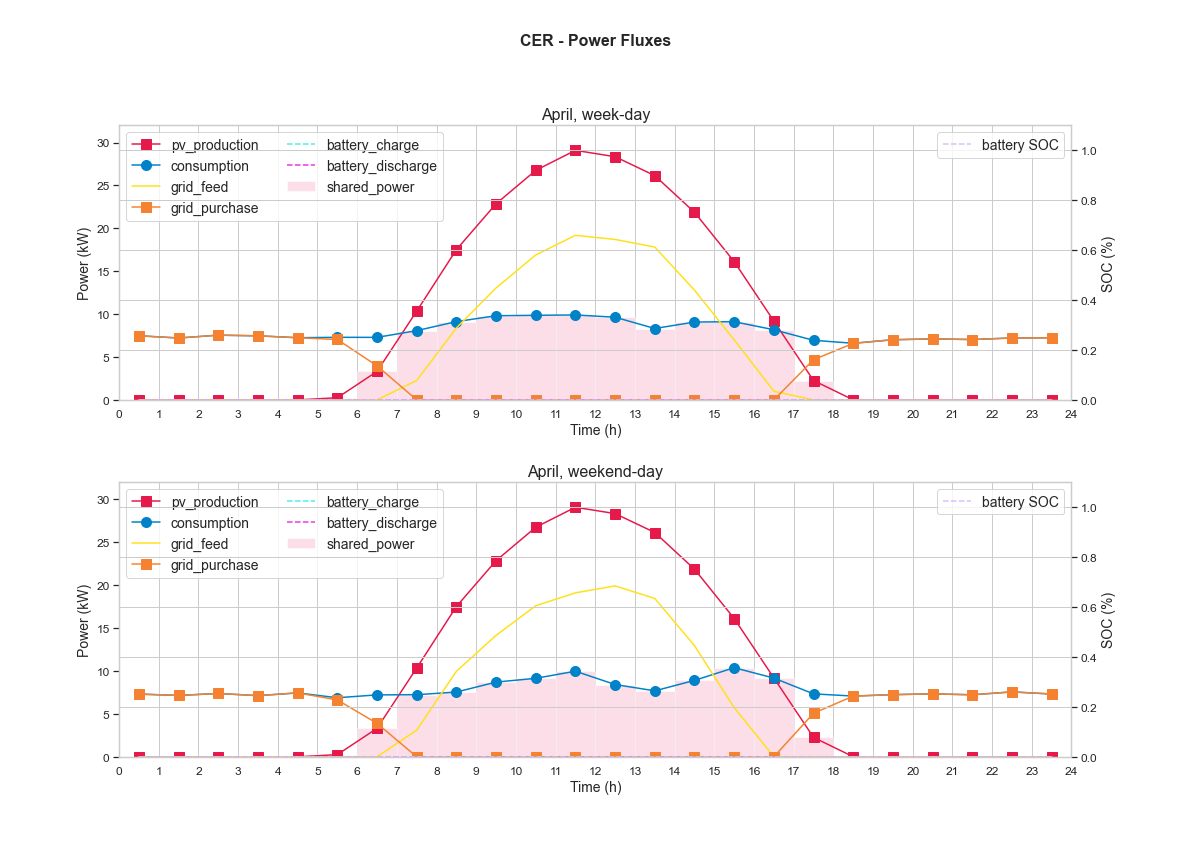 CER - Power Fluxes
April, week-day
pv_production
consumption
grid_feed
grid_purchase
battery_charge
battery_discharge
shared_power
battery SOC
Power (kW)
30
25
20
15
10
5
0
SOC (%)
1.0
0.8
0.6
0.4
0.2
0.0
0 1 2 3 4 5 6 7 8 9 10 11 12 13 14 15 16 17 18 19 20 21 22 23 24
Time (h)
April, weekend-day
pv_production
consumption
grid_feed
grid_purchase
battery_charge
battery_discharge
shared_power
battery SOC
Power (kW)
30
25
20
15
10
5
0
SOC (%)
1.0
0.8
0.6
0.4
0.2
0.0
0 1 2 3 4 5 6 7 8 9 10 11 12 13 14 15 16 17 18 19 20 21 22 23 24
Time (h)